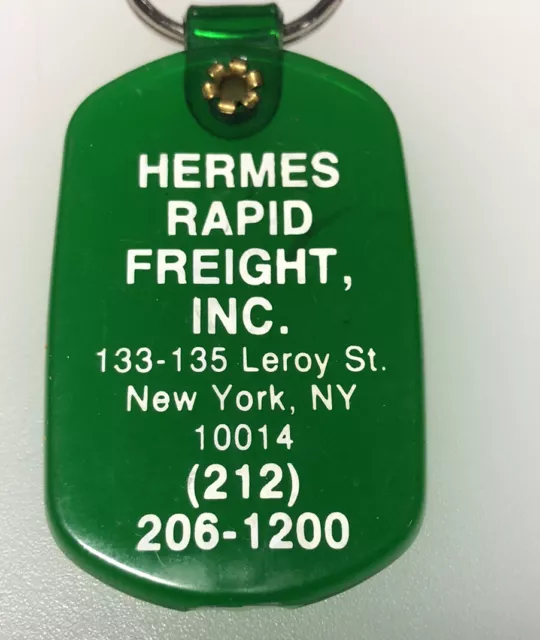 HERMES
RAPID
FREIGHT,
INC.
133-135 Leroy St.
New York, NY
10014
(212)
206-1200